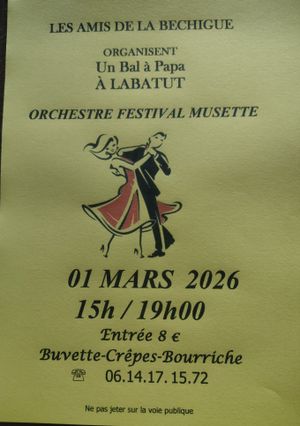 LES AMIS DE LA BECHIGUE
ORGANISENT
Un Bal à Papa
À LABATUT
ORCHESTRE FESTIVAL MUSETTE
01 MARS 2026
15h / 19h00
Entrée 8 €
Buvette-Crêpes-Bourriche
☎ 06.14.17.15.72
Ne pas jeter sur la voie publique